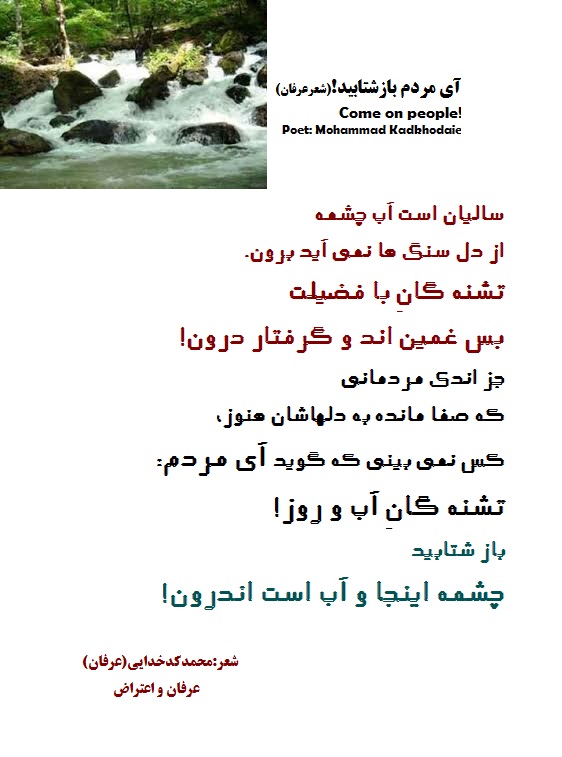 آی مردم بازشتابید!(شعرعرفان)
Come on people!
Poet: Mohammad Kadkhodaie
سالیان است آب چشمه
از دل سنگ ها نمی آید برون.
تشنه گانِ با فضیلت
بس غمین اند و گرفتار درون!
جز اندی مردمانی
که صفا مانده به دلهاشان هنوز،
کس نمی بینی که گوید آی مردم:
تشنه گانِ آب و روز!
باز شتابید
چشمه اینجا و آب است اندرون!
شعر:محمدکدخدایی(عرفان)
عرفان و اعتراض